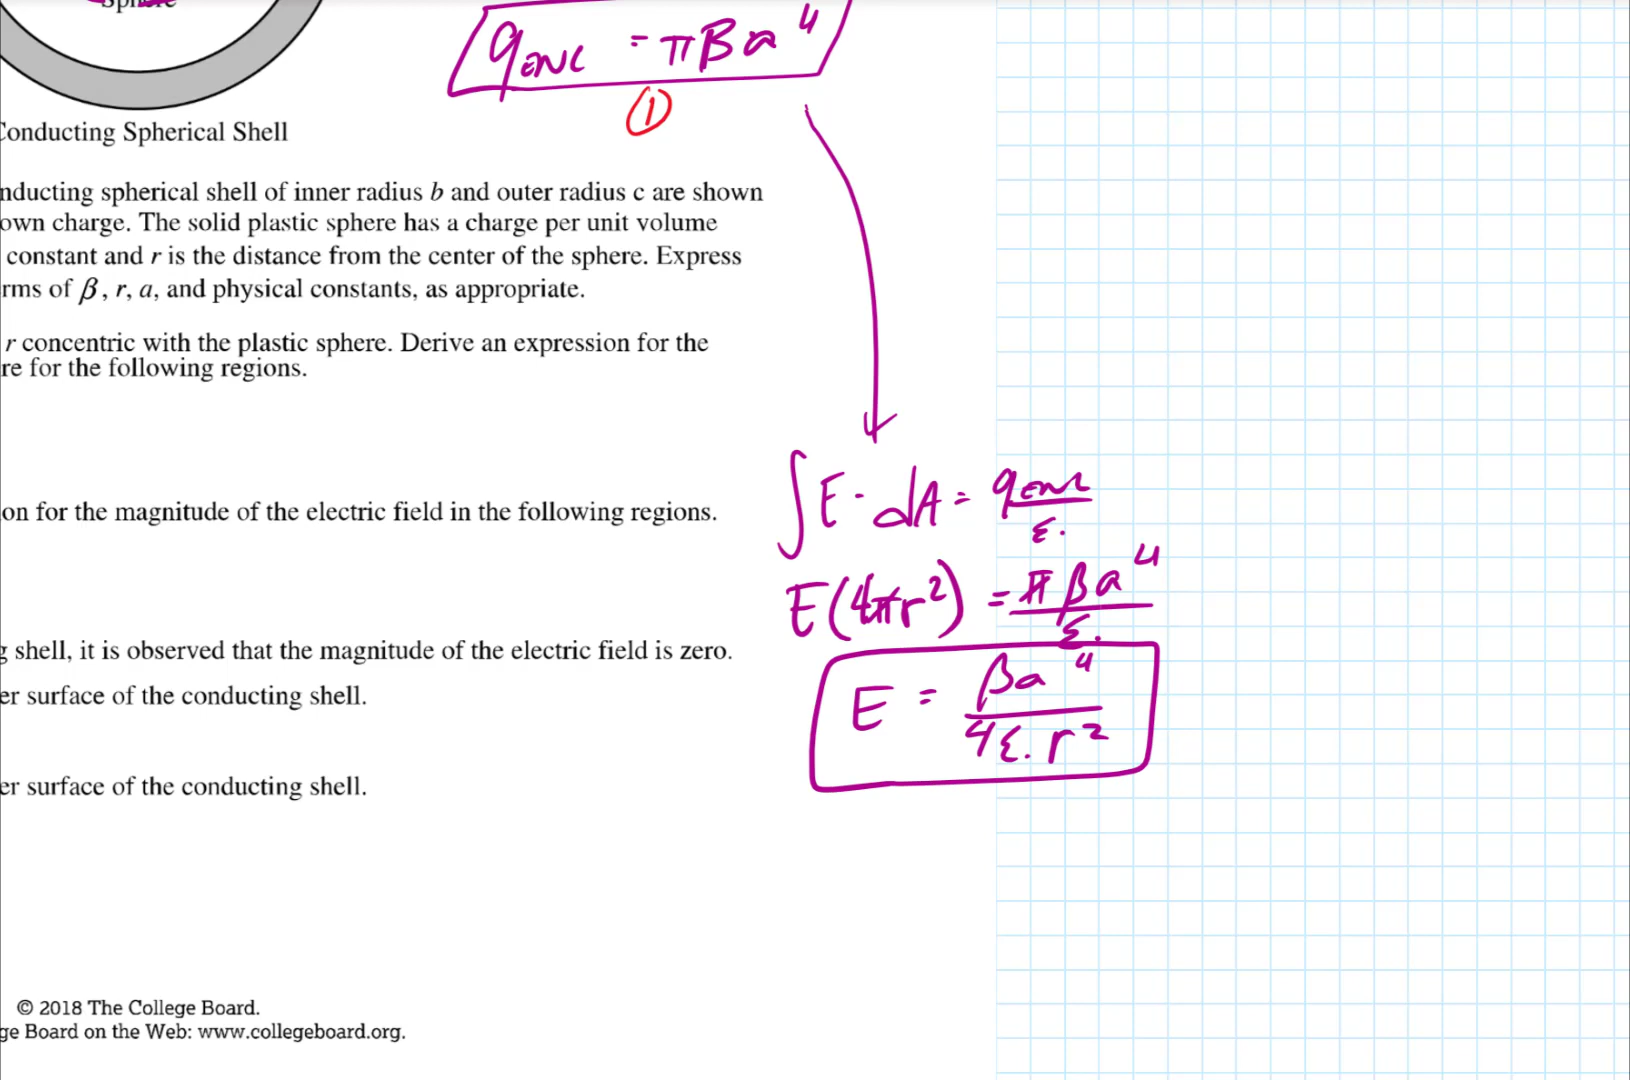 Sphere
qenc = πβa⁴
①
Conducting Spherical Shell
nducting spherical shell of inner radius b and outer radius c are shown
own charge. The solid plastic sphere has a charge per unit volume
constant and r is the distance from the center of the sphere. Express
rms of β, r, a, and physical constants, as appropriate.
r concentric with the plastic sphere. Derive an expression for the
re for the following regions.
∫E · dA = qenc/ε₀
on for the magnitude of the electric field in the following regions.
E(4πr²) = πβa⁴/ε₀
g shell, it is observed that the magnitude of the electric field is zero.
er surface of the conducting shell.
E = βa⁴/4ε₀r²
er surface of the conducting shell.
© 2018 The College Board.
ge Board on the Web: www.collegeboard.org.